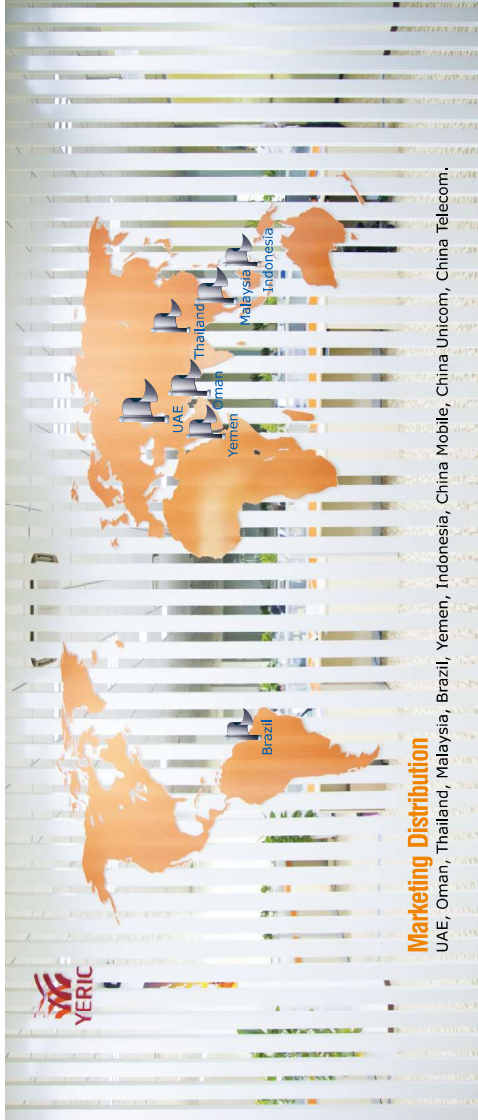 YERIC
UAE
Oman
Yemen
Thailand
Malaysia
Indonesia
Brazil
Marketing Distribution
UAE, Oman, Thailand, Malaysia, Brazil, Yemen, Indonesia, China Mobile, China Unicom, China Telecom.